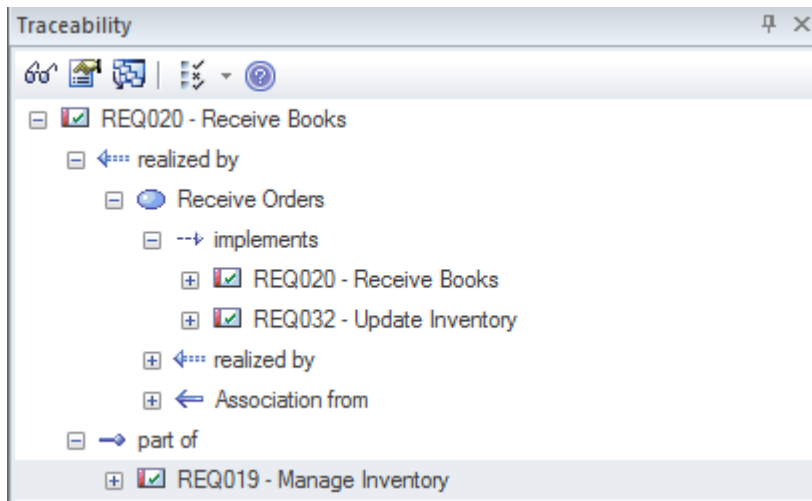 Traceability
REQ020 - Receive Books
realized by
Receive Orders
implements
REQ020 - Receive Books
REQ032 - Update Inventory
realized by
Association from
part of
REQ019 - Manage Inventory